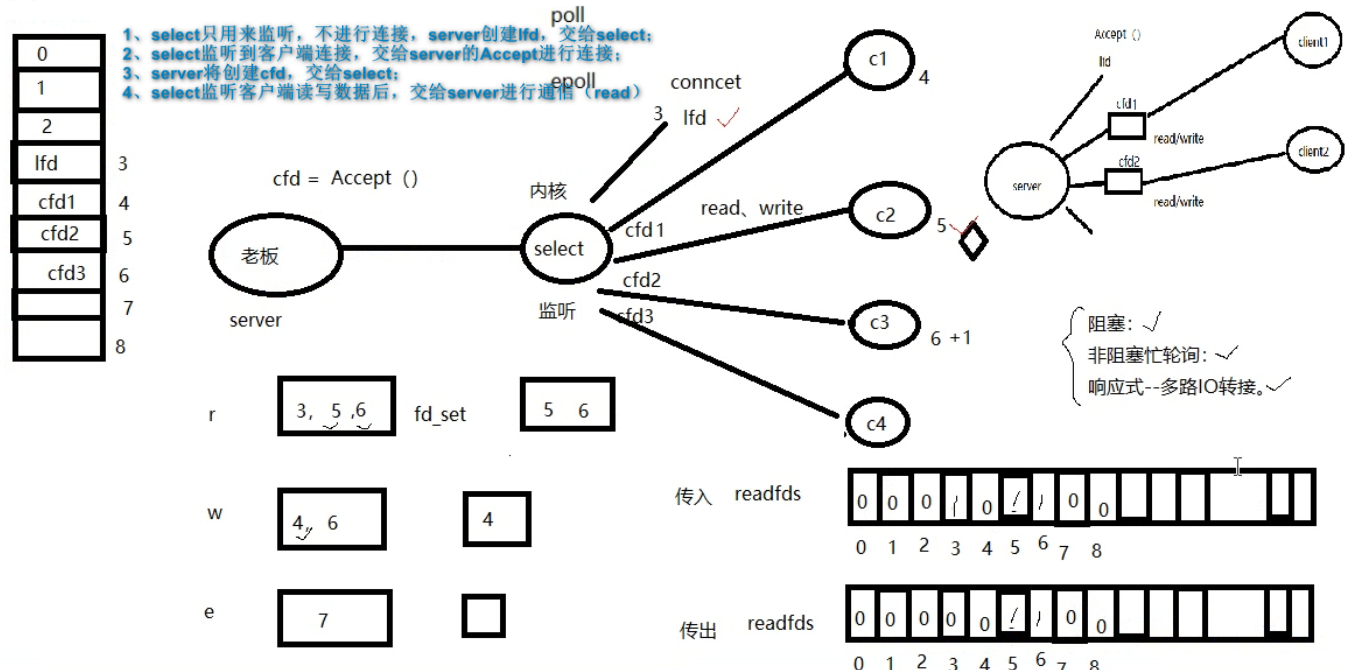 poll
1、select只用来监听，不进行连接，server创建lfd，交给select；
2、select监听到客户端连接，交给server的Accept进行连接；
3、server将创建cfd，交给select；
4、select监听客户端读写数据后，交给server进行通信（read）
epoll
0
1
2
lfd 3
cfd1 4
cfd2 5
cfd3 6
7
8
conncet
3 lfd
cfd = Accept（）
内核
老板
server
select
监听
cfd1
read、write
cfd2
cfd3
c1
4
c2
5
c3
6 +1
c4
Accept（）
lfd
client1
cfd1
read/write
server
cfd2
client2
read/write
阻塞：
非阻塞忙轮询：
响应式--多路IO转接。
r 3, 5 ,6 fd_set 5 6
w 4, 6 4
e 7
传入 readfds 0 0 0 1 0 1 1 0 0
0 1 2 3 4 5 6 7 8
传出 readfds 0 0 0 0 0 1 1 0 0
0 1 2 3 4 5 6 7 8